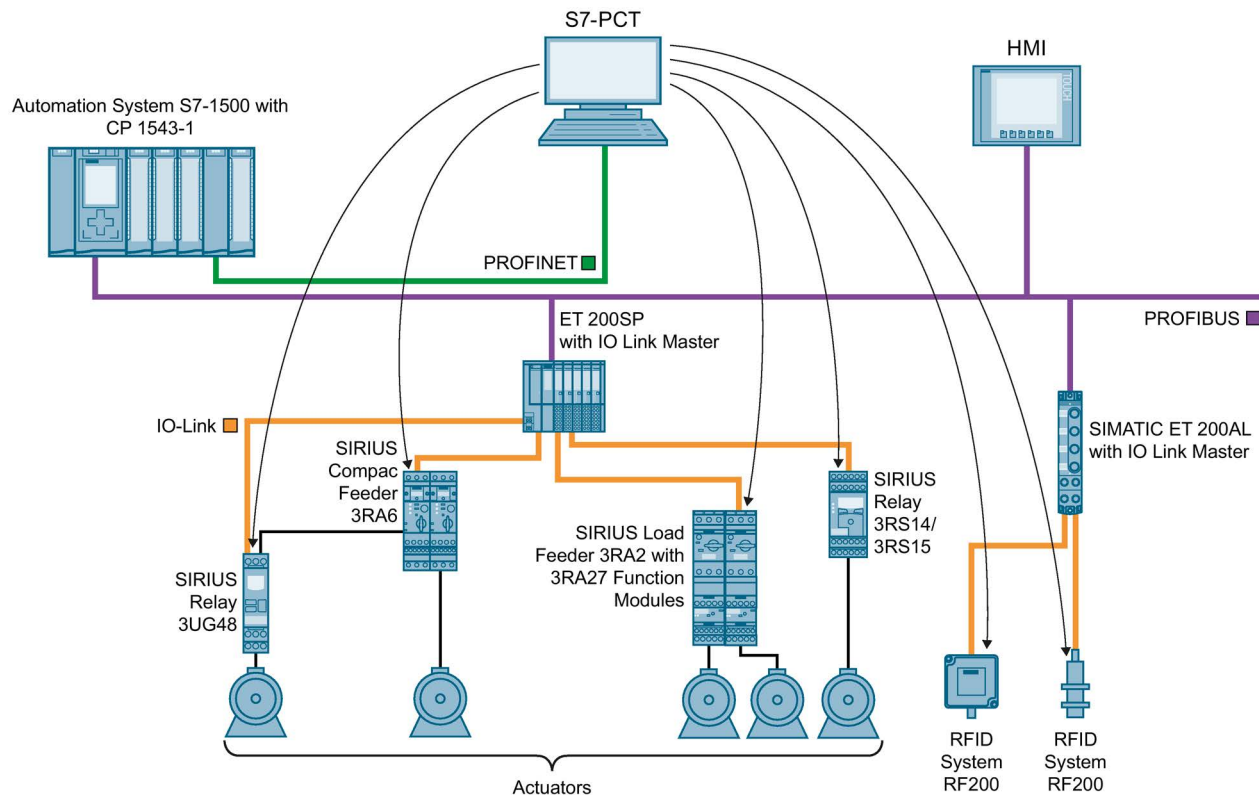 S7-PCT
HMI
Automation System S7-1500 with
CP 1543-1
PROFINET
PROFIBUS
ET 200SP
with IO Link Master
IO-Link
SIRIUS
Compac
Feeder
3RA6
SIRIUS
Relay
3UG48
SIRIUS Load
Feeder 3RA2 with
3RA27 Function
Modules
SIRIUS
Relay
3RS14/
3RS15
SIMATIC ET 200AL
with IO Link Master
RFID
System
RF200
RFID
System
RF200
Actuators